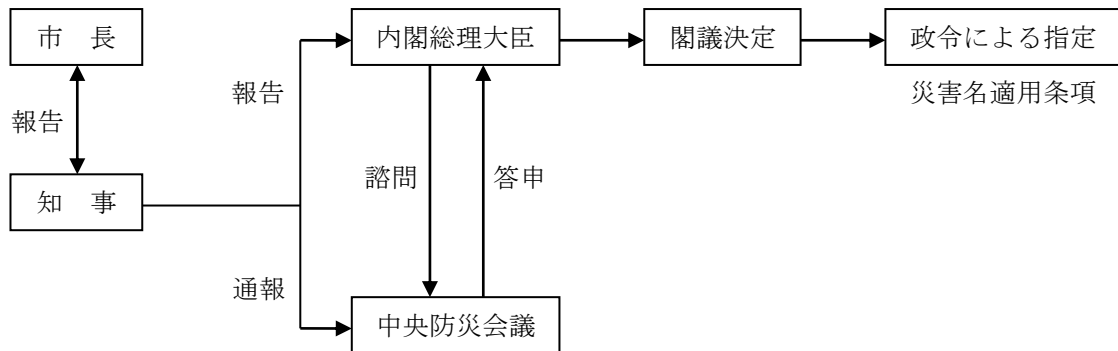 市　長
内閣総理大臣
閣議決定
政令による指定
災害名適用条項
報告
報告
知　事
諮問
答申
通報
中央防災会議